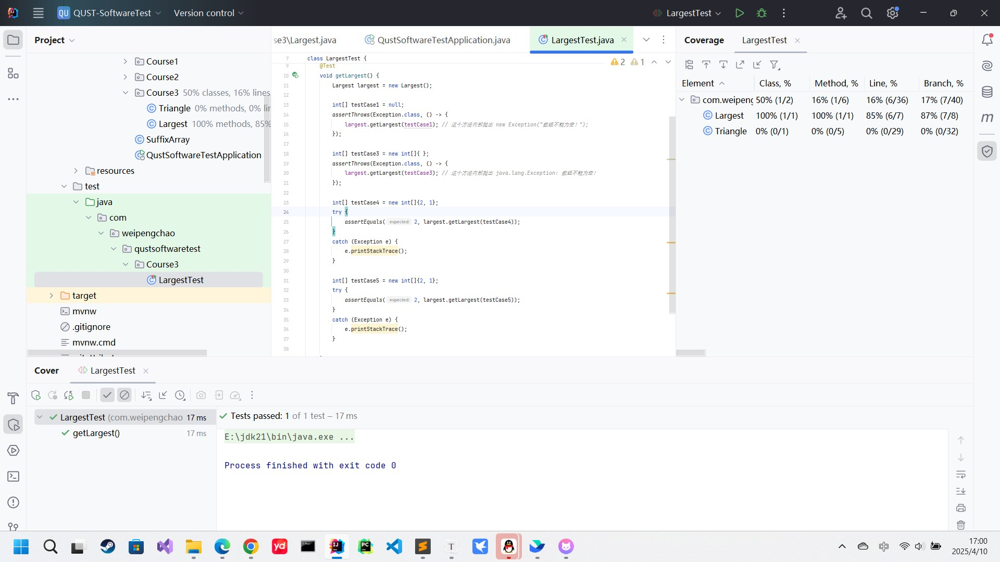 QU QUST-SoftwareTest Version control LargestTest
Project
Course1
Course2
Course3 50% classes, 16% lines
Triangle 0% methods, 0% lin
Largest 100% methods, 85%
SuffixArray
QustSoftwareTestApplication
resources
test
java
com
weipengchao
qustsoftwaretest
Course3
LargestTest
target
mvnw
.gitignore
mvnw.cmd
se3\Largest.java QustSoftwareTestApplication.java LargestTest.java
2 1
7 class LargestTest {
9 @Test
10 void getLargest() {
11 Largest largest = new Largest();
12
13 int[] testCase1 = null;
14 assertThrows(Exception.class, () -> {
15 largest.getLargest(testCase1); // 这个方法内部抛出 new Exception("数组不能为空！");
16 });
17
18 int[] testCase3 = new int[]{ };
19 assertThrows(Exception.class, () -> {
20 largest.getLargest(testCase3); // 这个方法内部抛出 java.lang.Exception: 数组不能为空！
21 });
22
23 int[] testCase4 = new int[]{2, 1};
24 try {
25 assertEquals( expected: 2, largest.getLargest(testCase4));
26 }
27 catch (Exception e) {
28 e.printStackTrace();
29 }
30
31 int[] testCase5 = new int[]{2, 1};
32 try {
33 assertEquals( expected: 2, largest.getLargest(testCase5));
34 }
35 catch (Exception e) {
36 e.printStackTrace();
37 }
38
Coverage LargestTest
Element Class, % Method, % Line, % Branch, %
com.weipeng 50% (1/2) 16% (1/6) 16% (6/36) 17% (7/40)
Largest 100% (1/1) 100% (1/1) 85% (6/7) 87% (7/8)
Triangle 0% (0/1) 0% (0/5) 0% (0/29) 0% (0/32)
m
Cover LargestTest
LargestTest (com.weipengchao 17 ms
getLargest() 17 ms
Tests passed: 1 of 1 test – 17 ms
E:\jdk21\bin\java.exe ...
Process finished with exit code 0
yd IJ PC T
中
17:00
2025/4/10